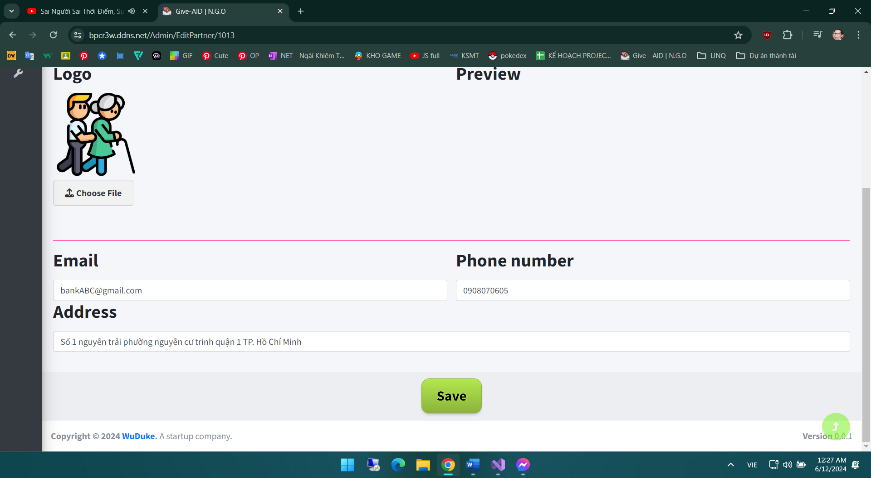 Sai Người Sai Thời Điểm, Si
Give-AID | N.G.O
bpcr3w.ddns.net/Admin/EditPartner/1013
GIF
Cute
OP
NET
Ngải Khiêm T...
KHO GAME
JS full
KSMT
pokedex
KẾ HOẠCH PROJEC...
Give
AID | N.G.O
LINQ
Dự án thành tài
Logo
Preview
Choose File
Email
Phone number
bankABC@gmail.com
0908070605
Address
Số 1 nguyễn trải phường nguyễn cư trinh quận 1 TP. Hồ Chí Minh
Save
Copyright © 2024 WuDuke. A startup company.
Version 0.0.1
VIE
12:27 AM
6/12/2024